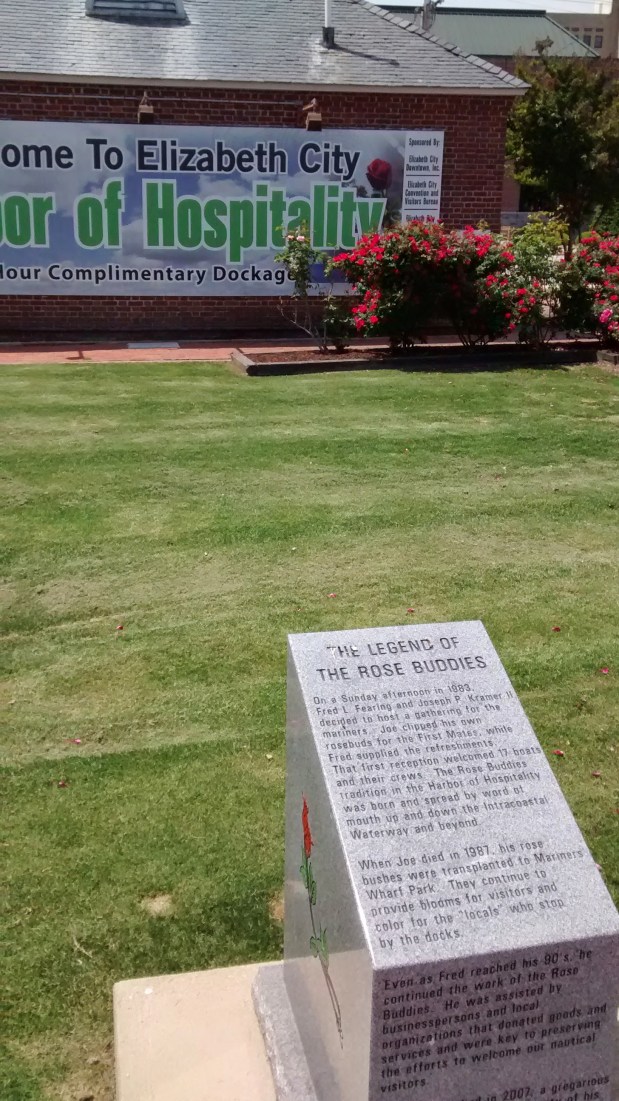 ome To Elizabeth City
or of Hospitality
Hour Complimentary Dockage
Sponsored By:
Elizabeth City
Downtown, Inc.
Elizabeth City
Convention and
Visitors Bureau
Elizabeth City
THE LEGEND OF
THE ROSE BUDDIES
On a Sunday afternoon in 1983,
Fred L. Fearing and Joseph P. Kramer II
decided to host a gathering for the
mariners. Joe clipped his own
rosebuds for the First Mates, while
Fred supplied the refreshments.
That first reception welcomed 17 boats
and their crews. The Rose Buddies
tradition in the Harbor of Hospitality
was born and spread by word of
mouth up and down the Intracoastal
Waterway and beyond.
When Joe died in 1987, his rose
bushes were transplanted to Mariners'
Wharf Park. They continue to
provide blooms for visitors and
color for the "locals" who stop
by the docks.
Even as Fred reached his 90's, he
continued the work of the Rose
Buddies. He was assisted by
businesspersons and local
organizations that donated goods and
services and were key to preserving
the efforts to welcome our nautical
visitors.
in 2007, a gregarious
of his